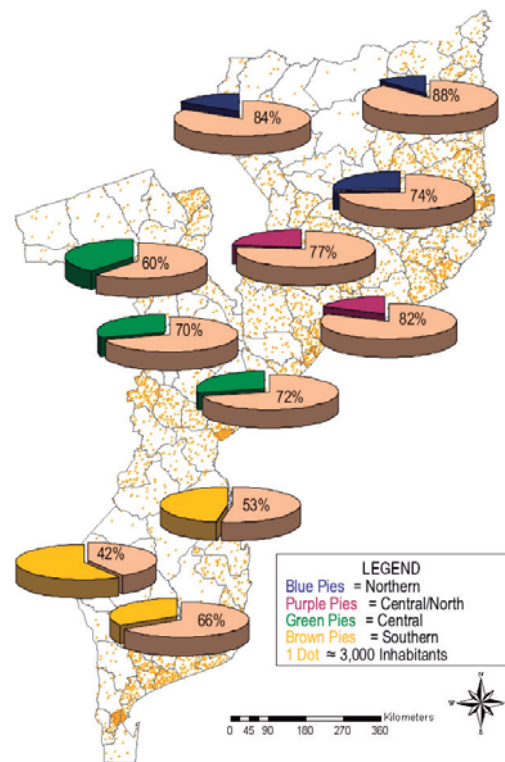 88%
84%
74%
77%
60%
82%
70%
72%
53%
42%
66%
LEGEND
Blue Pies = Northern
Purple Pies = Central/North
Green Pies = Central
Brown Pies = Southern
1 Dot ≈ 3,000 Inhabitants
N
W E
S
Kilometers
0 45 90 180 270 360